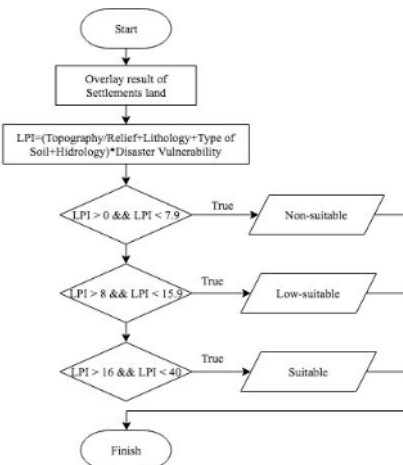 Start
Overlay result of
Settlements land
LPI=(Topography/Relief+Lithology+Type of
Soil+Hidrology)*Disaster Vulnerability
LPI > 0 && LPI < 7.9
True
Non-suitable
LPI > 8 && LPI < 15.9
True
Low-suitable
LPI > 16 && LPI < 40
True
Suitable
Finish